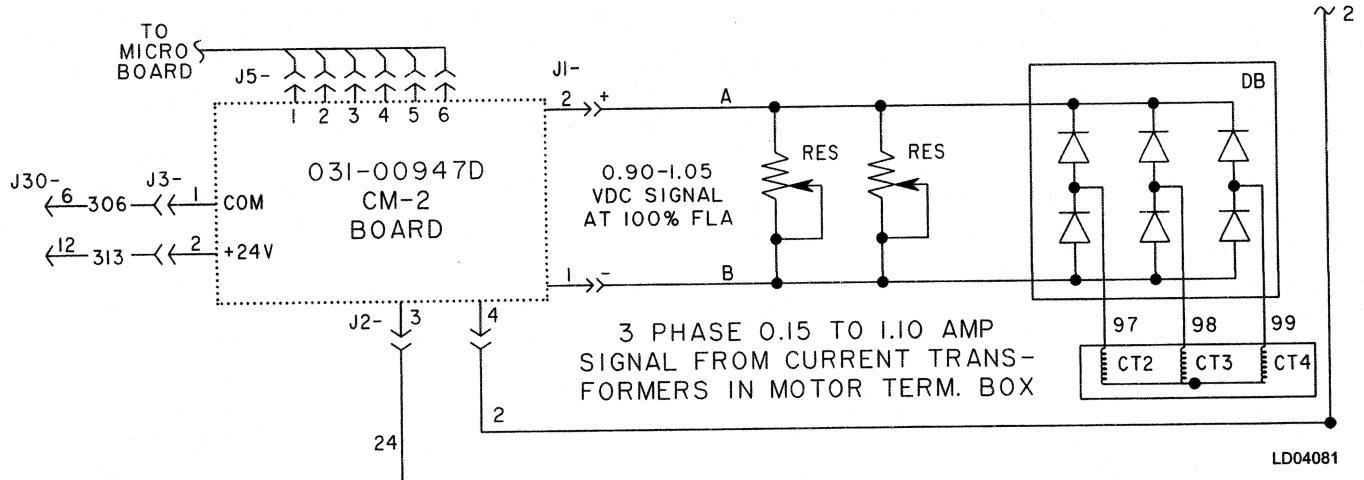 2
TO
MICRO
BOARD
J5-
1 2 3 4 5 6
J1-
2 +
A
DB
RES
RES
031-00947D
CM-2
BOARD
0.90-1.05
VDC SIGNAL
AT 100% FLA
J30-
6 306
J3-
1 COM
12 313
2 +24V
1 -
B
J2-
3
4
3 PHASE 0.15 TO 1.10 AMP
SIGNAL FROM CURRENT TRANS-
FORMERS IN MOTOR TERM. BOX
97 98 99
CT2 CT3 CT4
2
24
LD04081